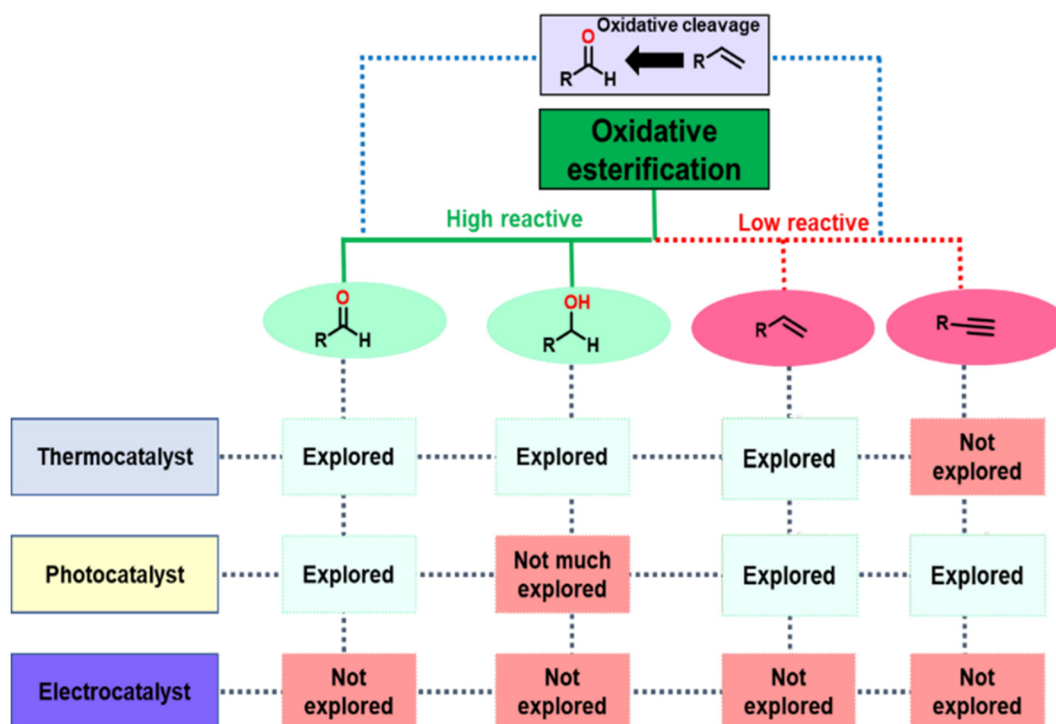 Oxidative cleavage
O
R
H
R
Oxidative
esterification
High reactive
Low reactive
O
R
H
OH
R
H
R
R
Thermocatalyst
Explored
Explored
Explored
Not
explored
Photocatalyst
Explored
Not much
explored
Explored
Explored
Electrocatalyst
Not
explored
Not
explored
Not
explored
Not
explored